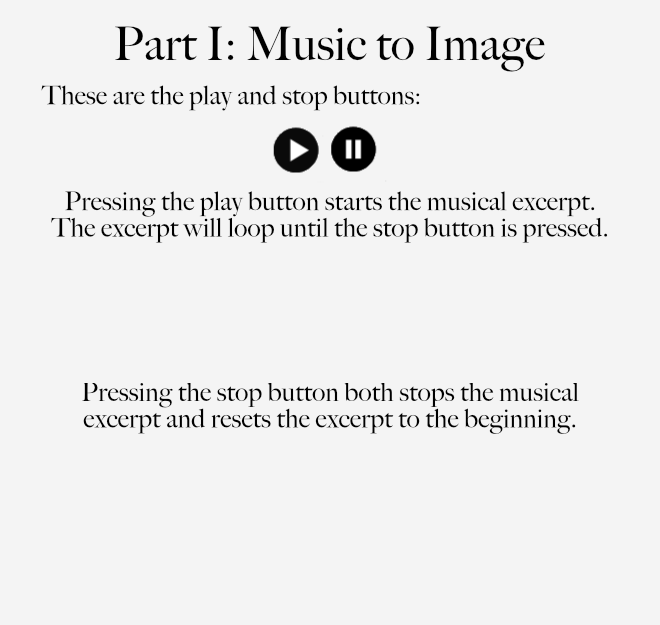 Part I: Music to Image
These are the play and stop buttons:
Pressing the play button starts the musical excerpt.
The excerpt will loop until the stop button is pressed.
Pressing the stop button both stops the musical
excerpt and resets the excerpt to the beginning.